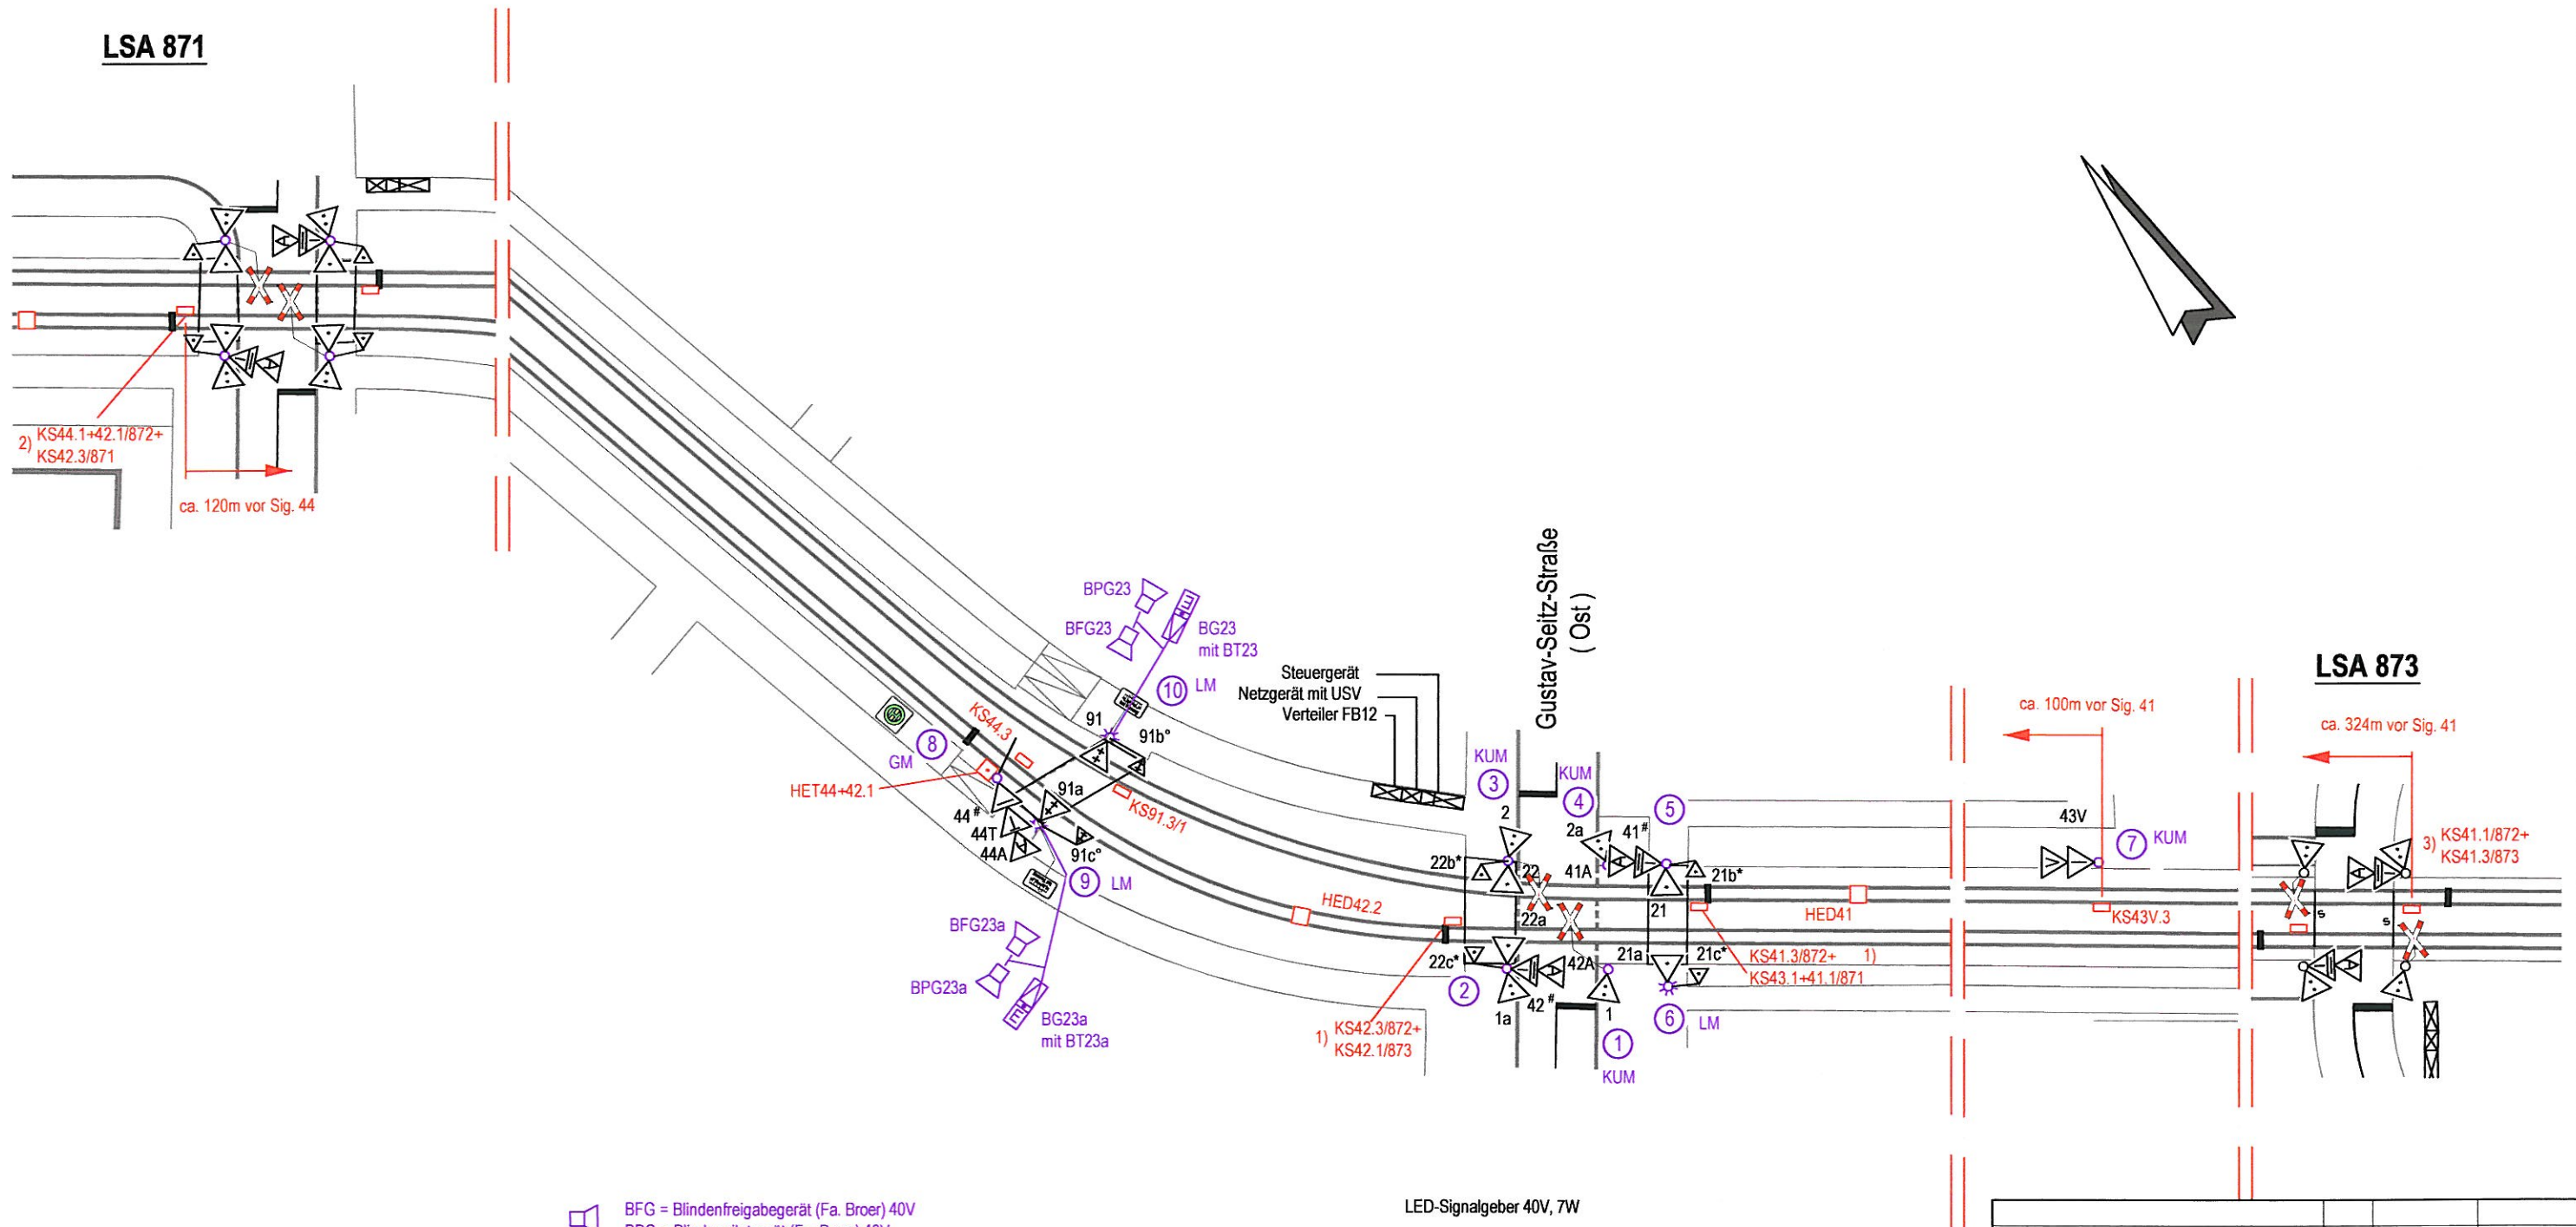 LSA 871
2) KS44.1+42.1/872+
KS42.3/871
ca. 120m vor Sig. 44
BPG23
BFG23
BG23
mit BT23
10 LM
91
91b°
KS44.3
8
GM
HET44+42.1
91a
KS91.3/1
44#
44T
44A
91c°
9 LM
BFG23a
BPG23a
BG23a
mit BT23a
Steuergerät
Netzgerät mit USV
Verteiler FB12
Gustav-Seitz-Straße
( Ost )
KUM
3
KUM
4
5
2
2a
41#
22b*
22
41A
21b*
HED42.2
22a
21
HED41
22c*
42A
21a
21c*
KS41.3/872+ 1)
KS43.1+41.1/871
2
42#
1a
1
6 LM
1) KS42.3/872+
KS42.1/873
1
KUM
ca. 100m vor Sig. 41
43V
7 KUM
KS43V.3
LSA 873
ca. 324m vor Sig. 41
3) KS41.1/872+
KS41.3/873
s
s
BFG = Blindenfreigabegerät (Fa. Broer) 40V
LED-Signalgeber 40V, 7W